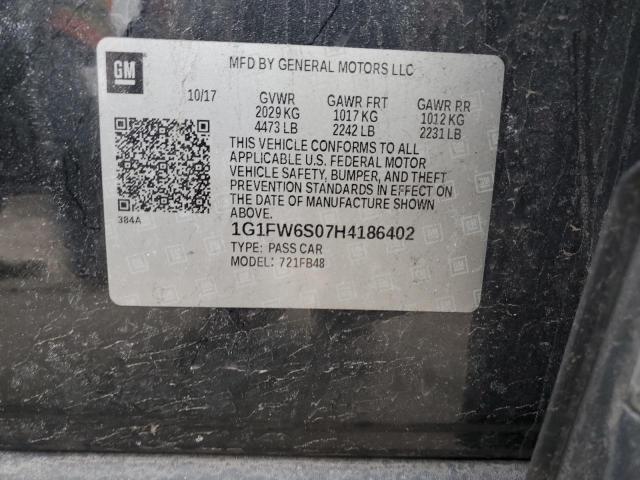 GM
MFD BY GENERAL MOTORS LLC
10/17 GVWR GAWR FRT GAWR RR
2029 KG 1017 KG 1012 KG
4473 LB 2242 LB 2231 LB
THIS VEHICLE CONFORMS TO ALL
APPLICABLE U.S. FEDERAL MOTOR
VEHICLE SAFETY, BUMPER, AND THEFT
PREVENTION STANDARDS IN EFFECT ON THE
DATE OF MANUFACTURE SHOWN
ABOVE.
384A
1G1FW6S07H4186402
TYPE: PASS CAR
MODEL: 721FB48